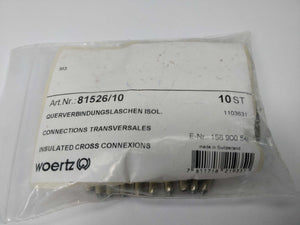 M3
Art.Nr.: 81526/10 10 ST
QUERVERBINDUNGSLASCHEN ISOL. 1103631
CONNECTIONS TRANSVERSALES
E-Nr.: 156 900
INSULATED CROSS CONNEXIONS
made in Switzerland
woertz